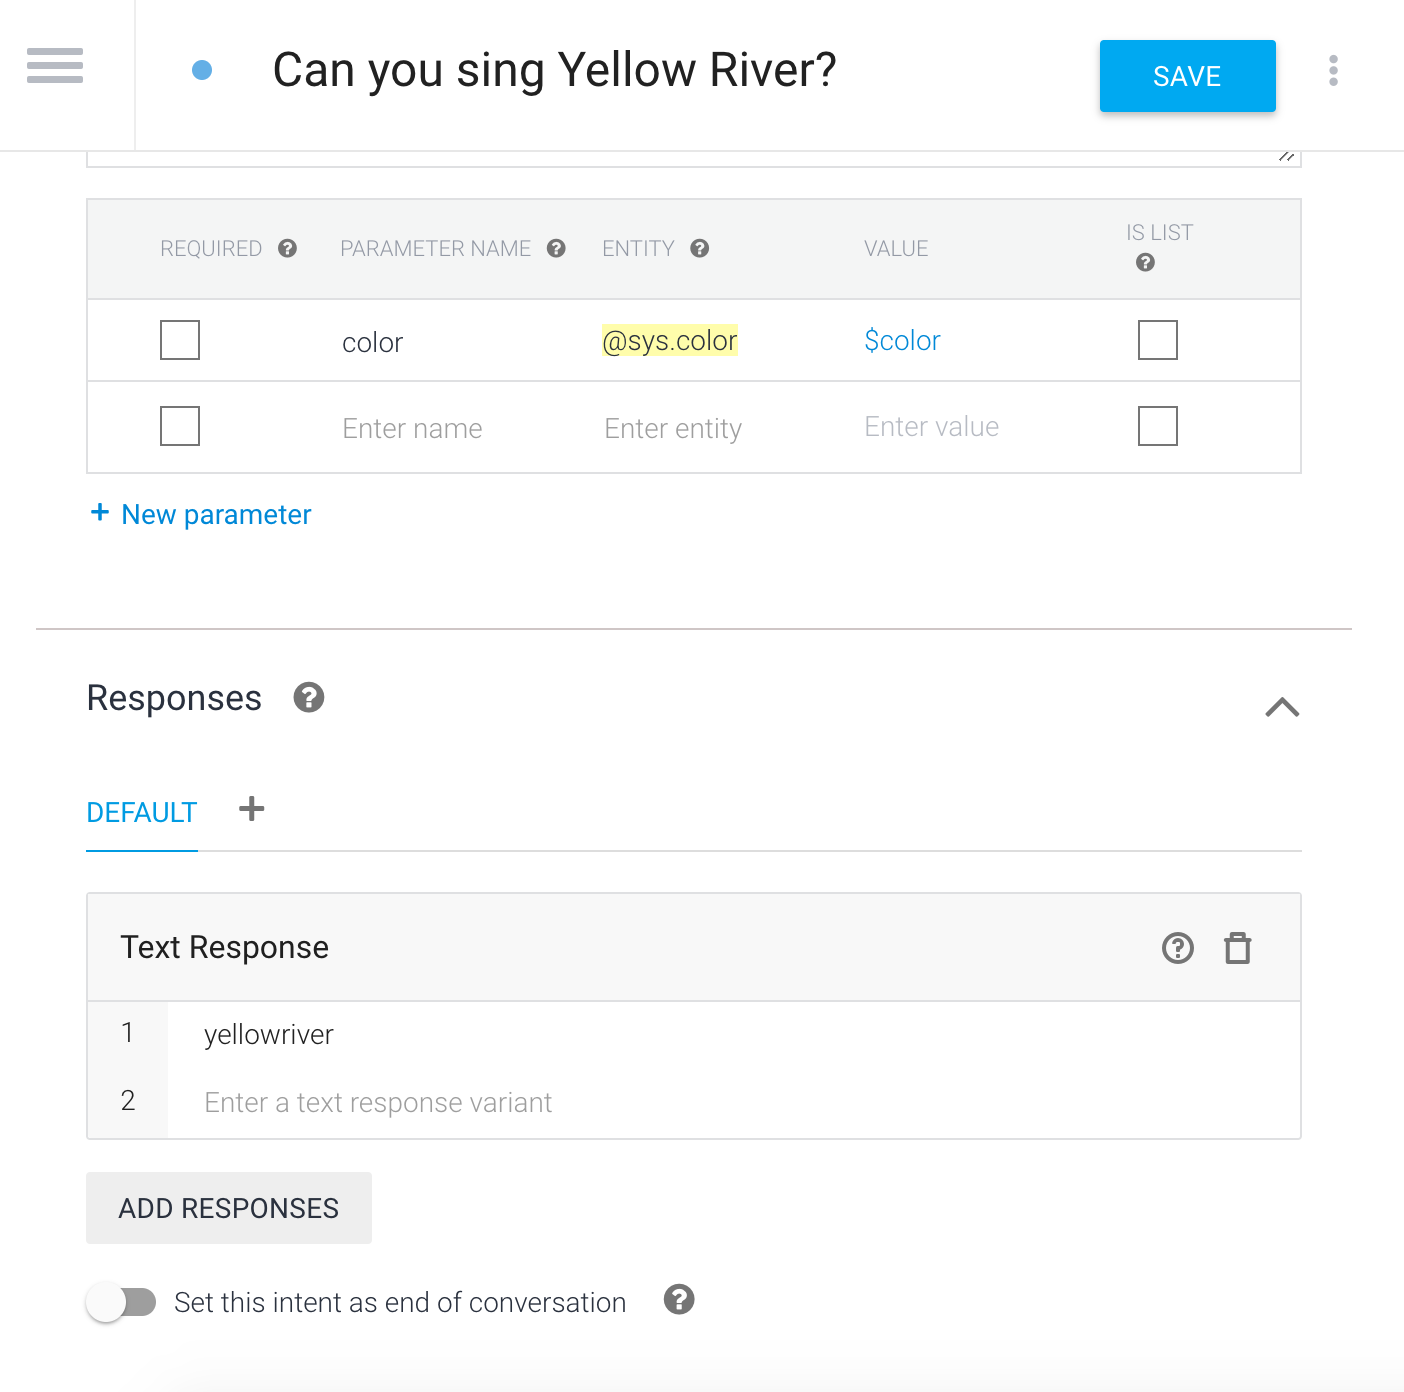 Can you sing Yellow River?
SAVE
REQUIRED ? PARAMETER NAME ? ENTITY ? VALUE IS LIST ?
color @sys.color $color
Enter name Enter entity Enter value
+ New parameter
Responses ?
DEFAULT +
Text Response ?
1 yellowriver
2 Enter a text response variant
ADD RESPONSES
Set this intent as end of conversation ?